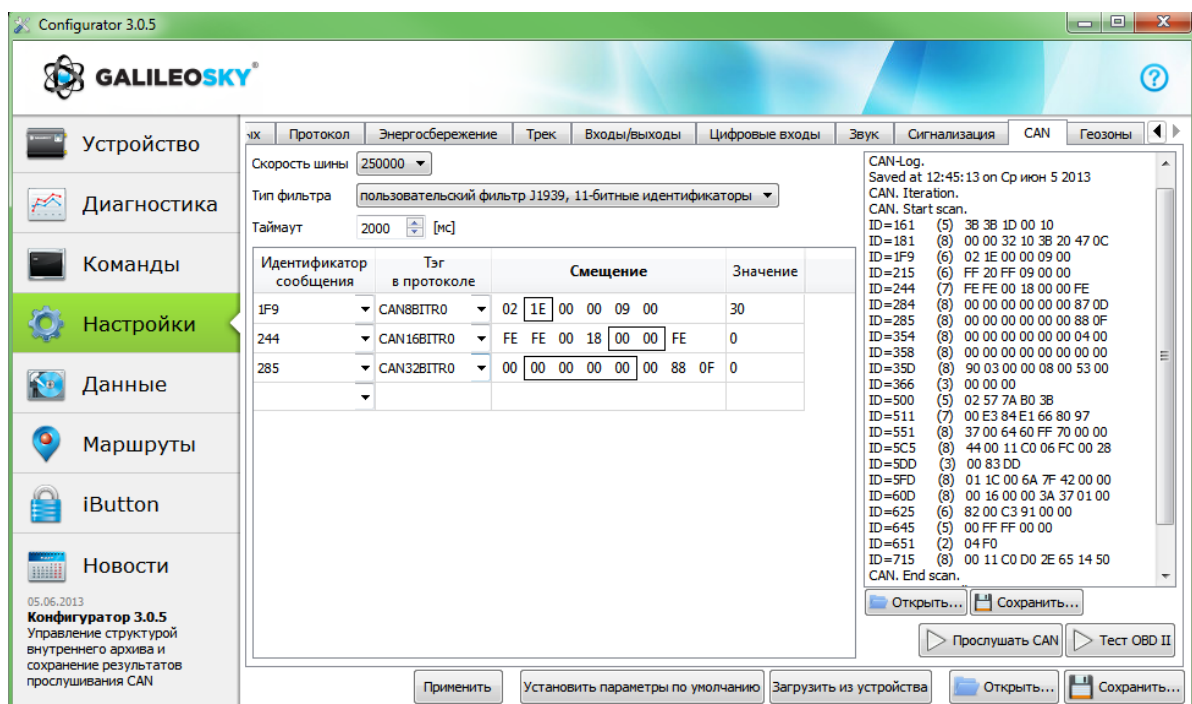 Configurator 3.0.5
GALILEOSKY®
Устройство
Диагностика
Команды
Настройки
Данные
Маршруты
iButton
Новости
05.06.2013
Конфигуратор 3.0.5
Управление структурой
внутреннего архива и
сохранение результатов
прослушивания CAN
ых Протокол Энергосбережение Трек Входы/выходы Цифровые входы Звук Сигнализация CAN Геозоны
Скорость шины 250000
Тип фильтра пользовательский фильтр J1939, 11-битные идентификаторы
Таймаут 2000 [мс]
Идентификатор сообщения Тэг в протоколе Смещение Значение
1F9 CAN8BITR0 02 1E 00 00 09 00 30
244 CAN16BITR0 FE FE 00 18 00 00 FE 0
285 CAN32BITR0 00 00 00 00 00 00 88 0F 0
CAN-Log.
Saved at 12:45:13 on Ср июн 5 2013
CAN. Iteration.
CAN. Start scan.
ID=161 (5) 3B 3B 1D 00 10
ID=181 (8) 00 00 32 10 3B 20 47 0C
ID=1F9 (6) 02 1E 00 00 09 00
ID=215 (6) FF 20 FF 09 00 00
ID=244 (7) FE FE 00 18 00 00 FE
ID=284 (8) 00 00 00 00 00 00 87 0D
ID=285 (8) 00 00 00 00 00 00 88 0F
ID=354 (8) 00 00 00 00 00 00 04 00
ID=358 (8) 00 00 00 00 00 00 00 00
ID=35D (8) 90 03 00 00 08 00 53 00
ID=366 (3) 00 00 00
ID=500 (5) 02 57 7A B0 3B
ID=511 (7) 00 E3 84 E1 66 80 97
ID=551 (8) 37 00 64 60 FF 70 00 00
ID=5C5 (8) 44 00 11 C0 06 FC 00 28
ID=5DD (3) 00 83 DD
ID=5FD (8) 01 1C 00 6A 7F 42 00 00
ID=60D (8) 00 16 00 00 3A 37 01 00
ID=625 (6) 82 00 C3 91 00 00
ID=645 (5) 00 FF FF 00 00
ID=651 (2) 04 F0
ID=715 (8) 00 11 C0 D0 2E 65 14 50
CAN. End scan.
Открыть... Сохранить...
Прослушать CAN Тест OBD II
Применить Установить параметры по умолчанию Загрузить из устройства Открыть... Сохранить...